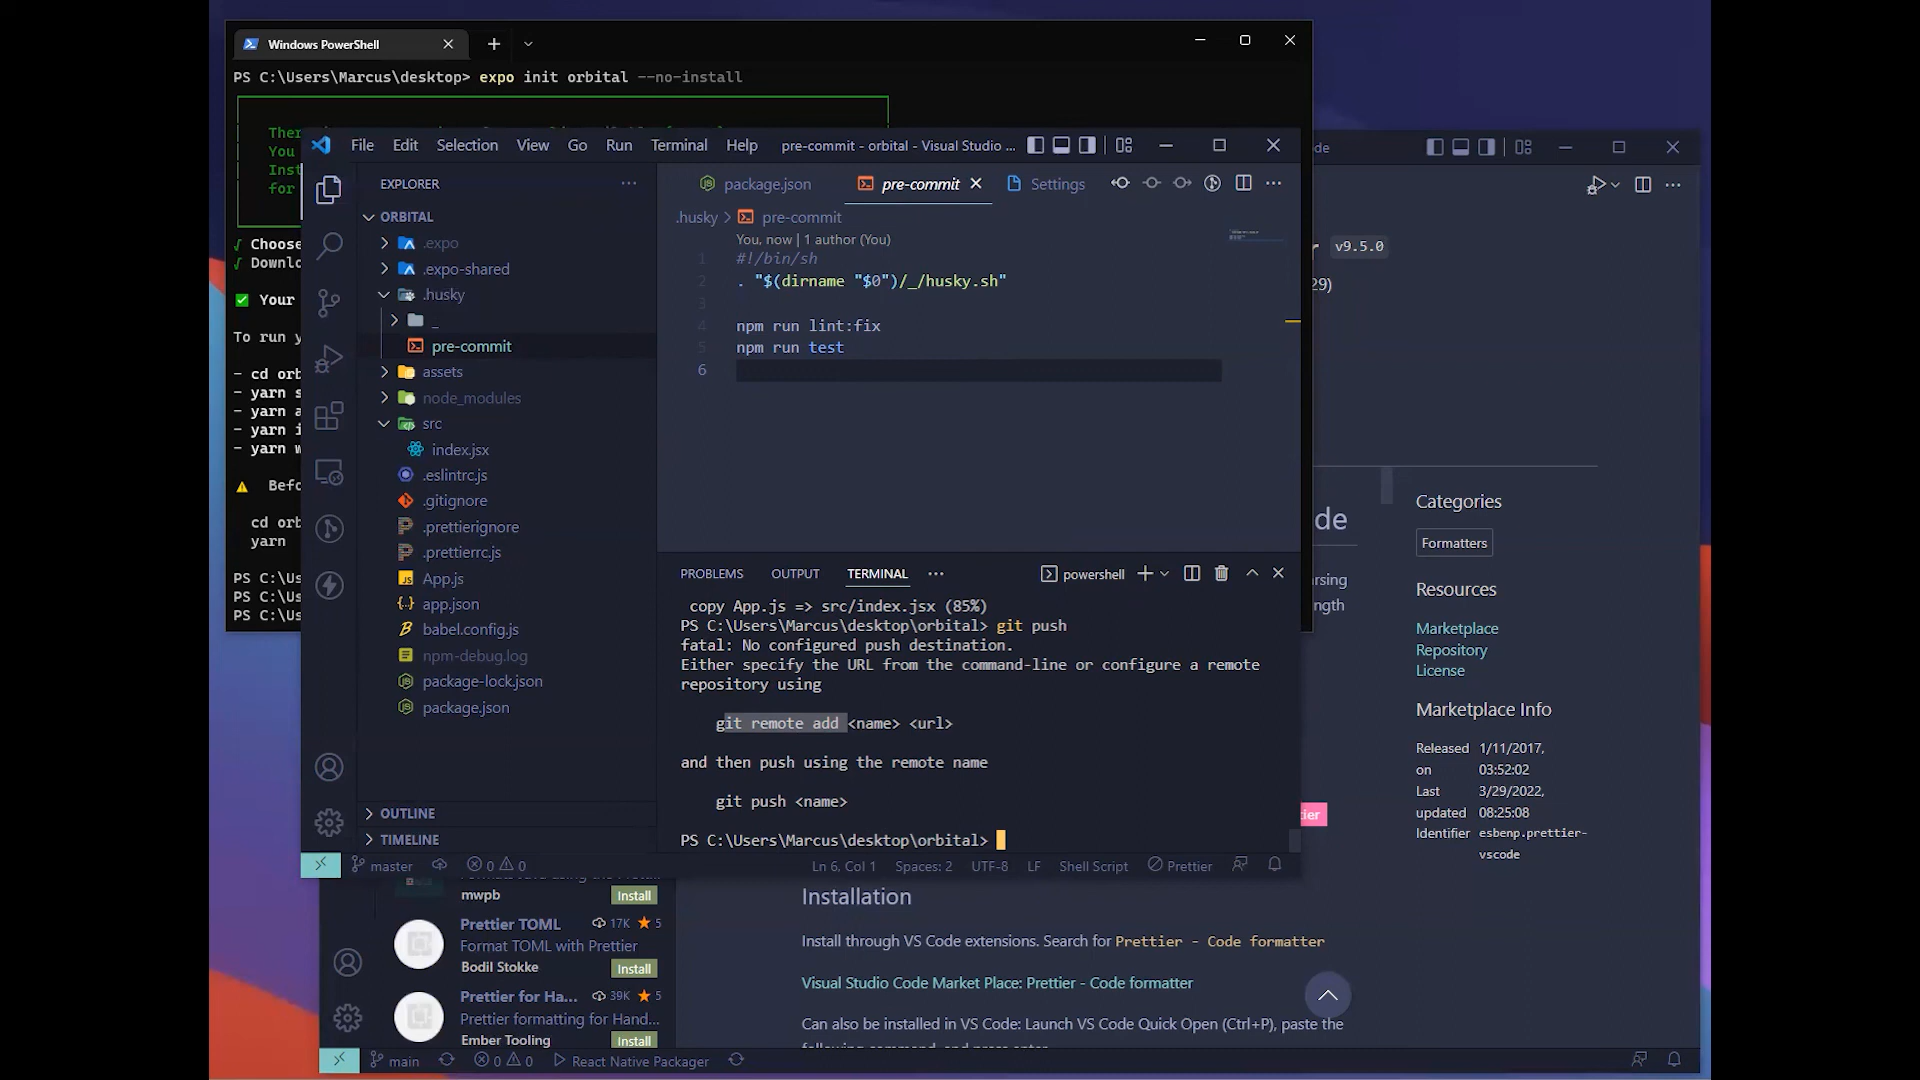 Windows PowerShell
PS C:\Users\Marcus\desktop> expo init orbital --no-install
Ther
You
Inst
for
√ Choose
√ Downlo
Your
To run y
- cd orb
- yarn s
- yarn a
- yarn i
- yarn w
Befo
cd orb
yarn
PS C:\Us
PS C:\Us
PS C:\Us
File Edit Selection View Go Run Terminal Help pre-commit - orbital - Visual Studio ...
EXPLORER
ORBITAL
.expo
.expo-shared
.husky
_
pre-commit
assets
node_modules
src
index.jsx
.eslintrc.js
.gitignore
.prettierignore
.prettierrc.js
App.js
app.json
babel.config.js
npm-debug.log
package-lock.json
package.json
OUTLINE
TIMELINE
package.json pre-commit Settings
.husky > pre-commit
You, now | 1 author (You)
1 #!/bin/sh
2 . "$(dirname "$0")/_/husky.sh"
3
4 npm run lint:fix
5 npm run test
6
PROBLEMS OUTPUT TERMINAL ... powershell
copy App.js => src/index.jsx (85%)
PS C:\Users\Marcus\desktop\orbital> git push
fatal: No configured push destination.
Either specify the URL from the command-line or configure a remote
repository using
git remote add <name> <url>
and then push using the remote name
git push <name>
PS C:\Users\Marcus\desktop\orbital>
master 0 0 Ln 6, Col 1 Spaces: 2 UTF-8 LF Shell Script Prettier
de
v9.5.0
29)
de
rsing
ngth
ier
Categories
Formatters
Resources
Marketplace
Repository
License
Marketplace Info
Released on 1/11/2017, 03:52:02
Last updated 3/29/2022, 08:25:08
Identifier esbenp.prettier-vscode
mwpb Install
Prettier TOML 17K 5
Format TOML with Prettier
Bodil Stokke Install
Prettier for Ha... 39K 5
Prettier formatting for Hand...
Ember Tooling Install
Installation
Install through VS Code extensions. Search for Prettier - Code formatter
Visual Studio Code Market Place: Prettier - Code formatter
Can also be installed in VS Code: Launch VS Code Quick Open (Ctrl+P), paste the
following command, and press enter.
main 0 0 React Native Packager